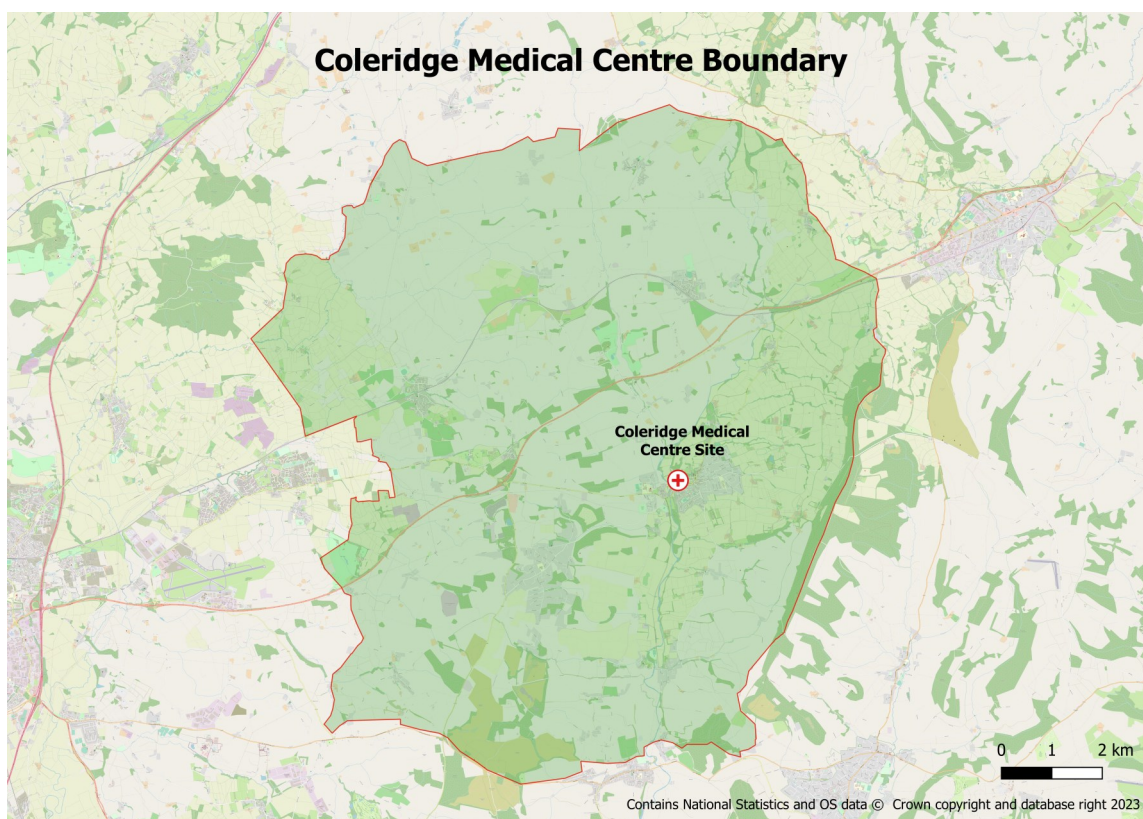 Coleridge Medical Centre Boundary
Coleridge Medical
Centre Site
0 1 2 km
Contains National Statistics and OS data © Crown copyright and database right 2023